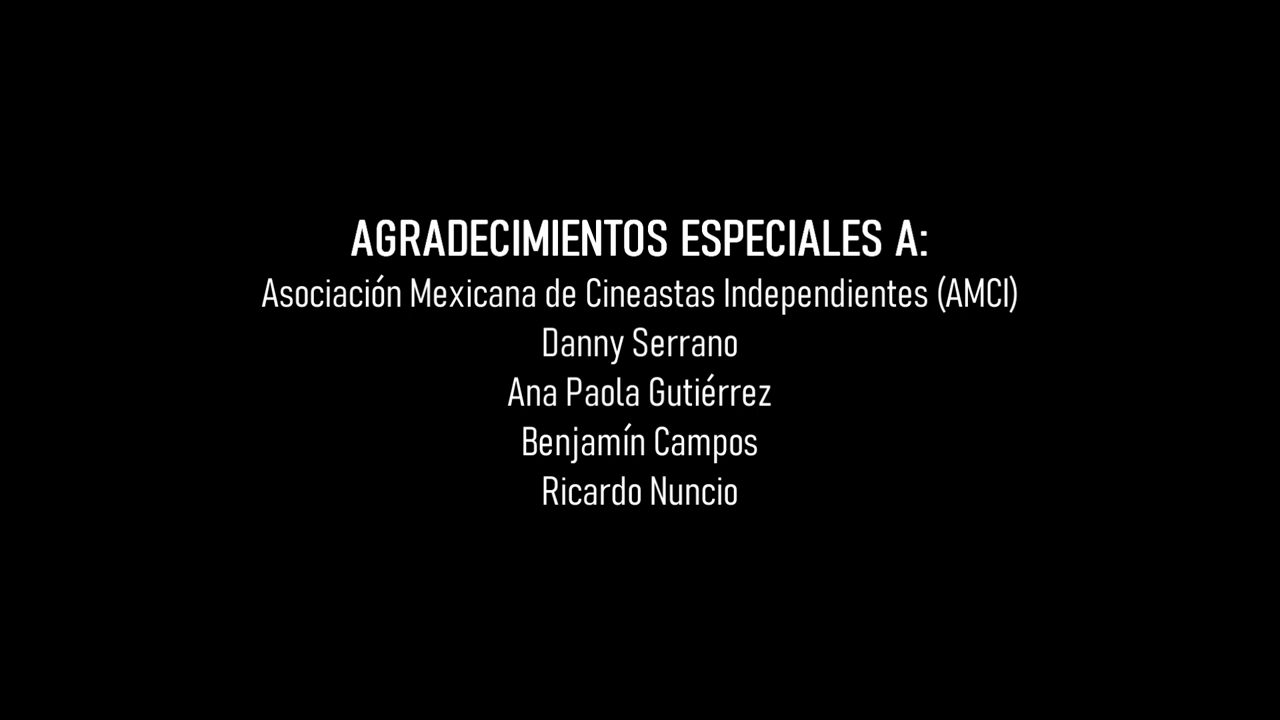 AGRADECIMIENTOS ESPECIALES A:
Asociación Mexicana de Cineastas Independientes (AMCI)
Danny Serrano
Ana Paola Gutiérrez
Benjamín Campos
Ricardo Nuncio